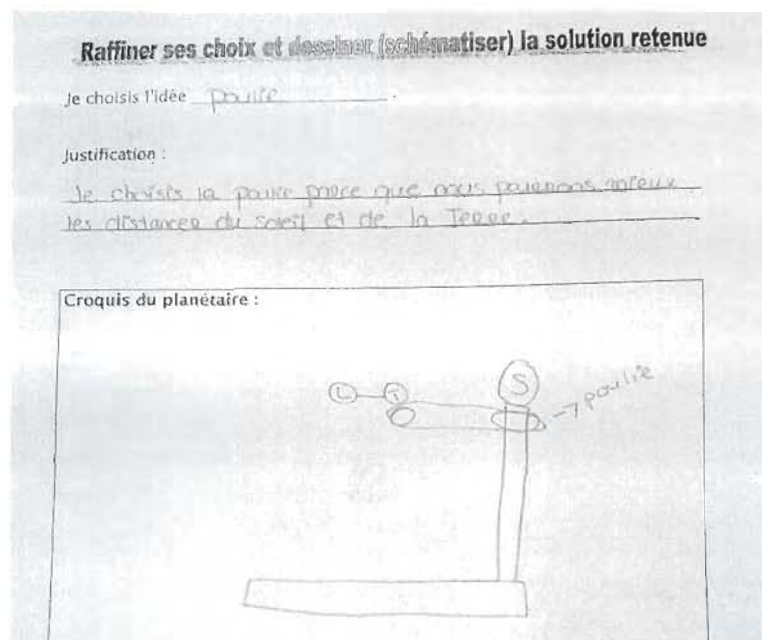 Raffiner ses choix et dessiner (schématiser) la solution retenue
Je choisis l'idée poulie .
Justification :
Je choisis la poulie parce que nous mieux
les distances du soleil et de la Terre.
Croquis du planétaire :
L T S
→ poulie